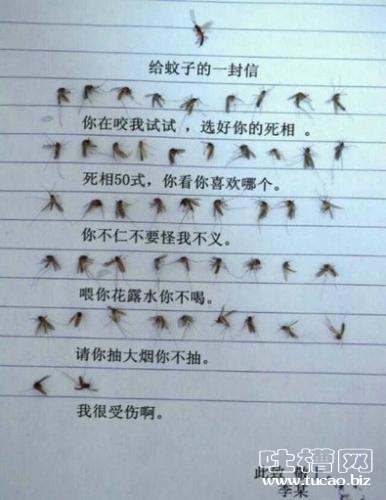 给蚊子的一封信
你在咬我试试，选好你的死相。
死相50式，你看你喜欢哪个。
你不仁不要怪我不义。
喂你花露水你不喝。
请你抽大烟你不抽。
我很受伤啊。
此致 敬上
李某
吐槽网
www.tucao.biz